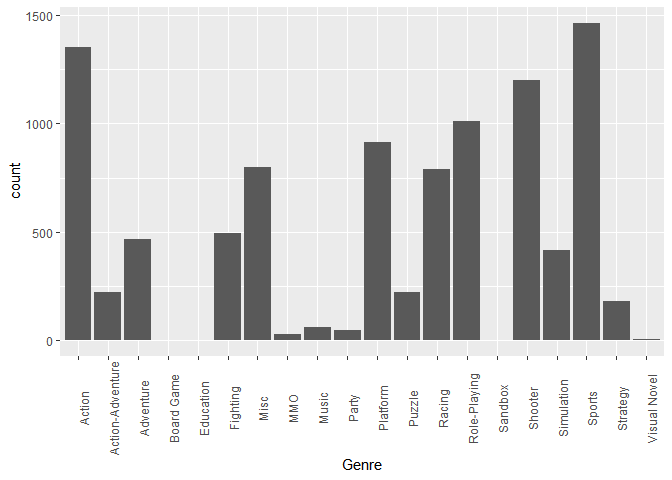 1500
1000
500
0
count
Action
Action-Adventure
Adventure
Board Game
Education
Fighting
Misc
MMO
Music
Party
Platform
Puzzle
Racing
Role-Playing
Sandbox
Shooter
Simulation
Sports
Strategy
Visual Novel
Genre